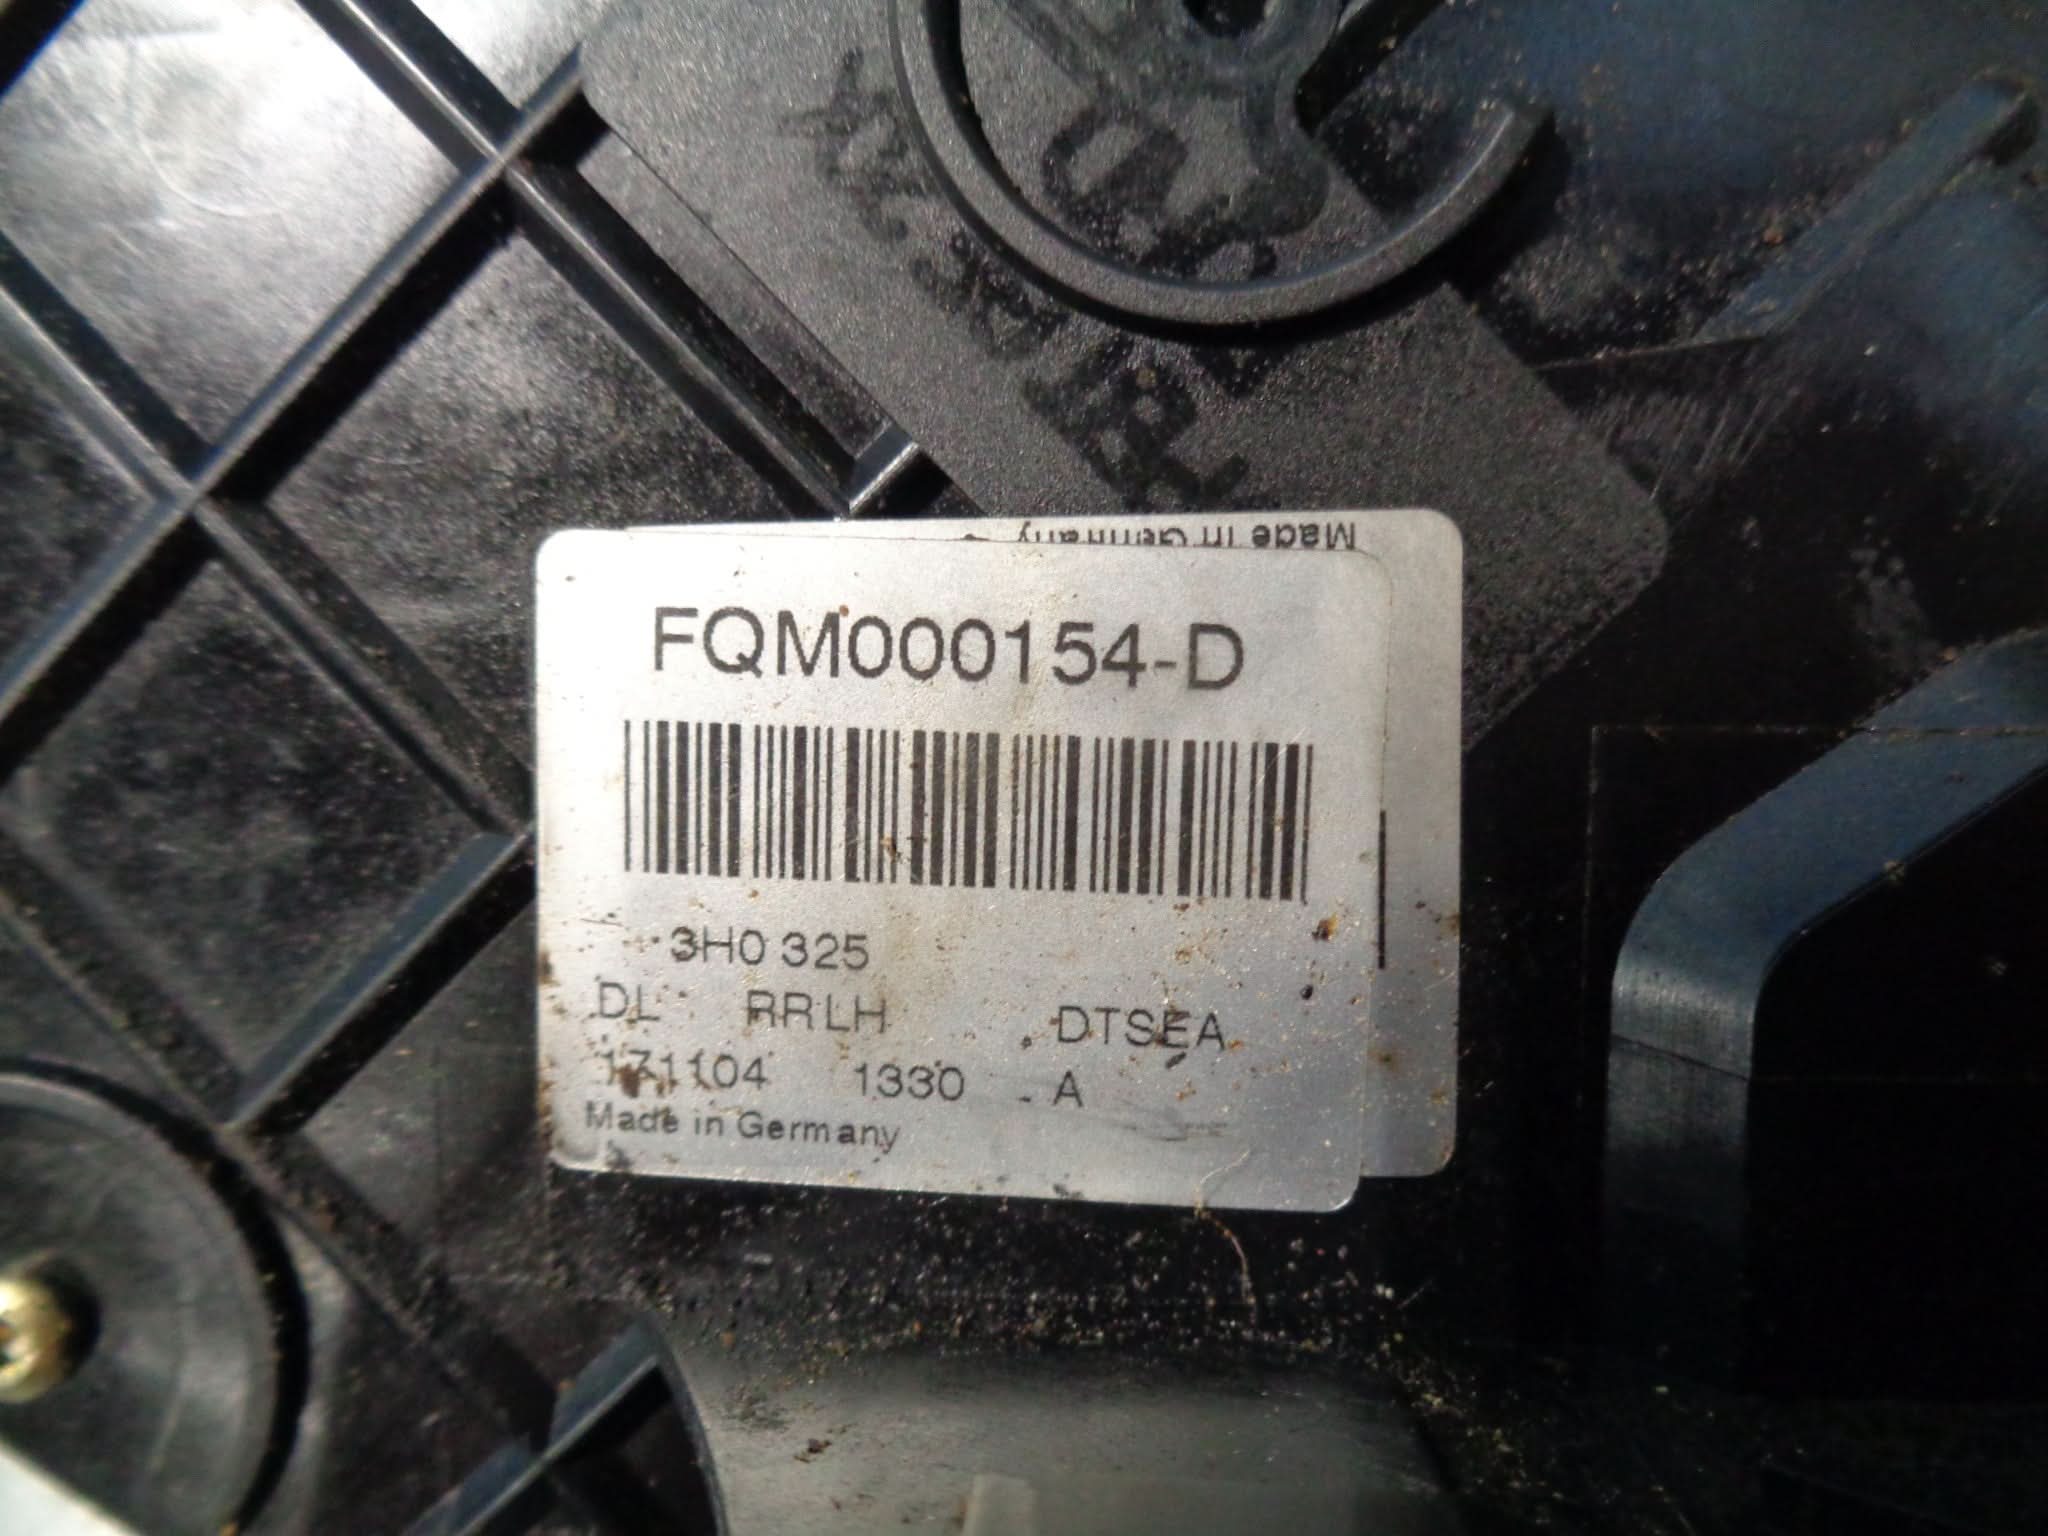 Made in Germany
FQM000154-D
3H0 325
DL RRLH DTSEA
171104 1330 A
Made in Germany